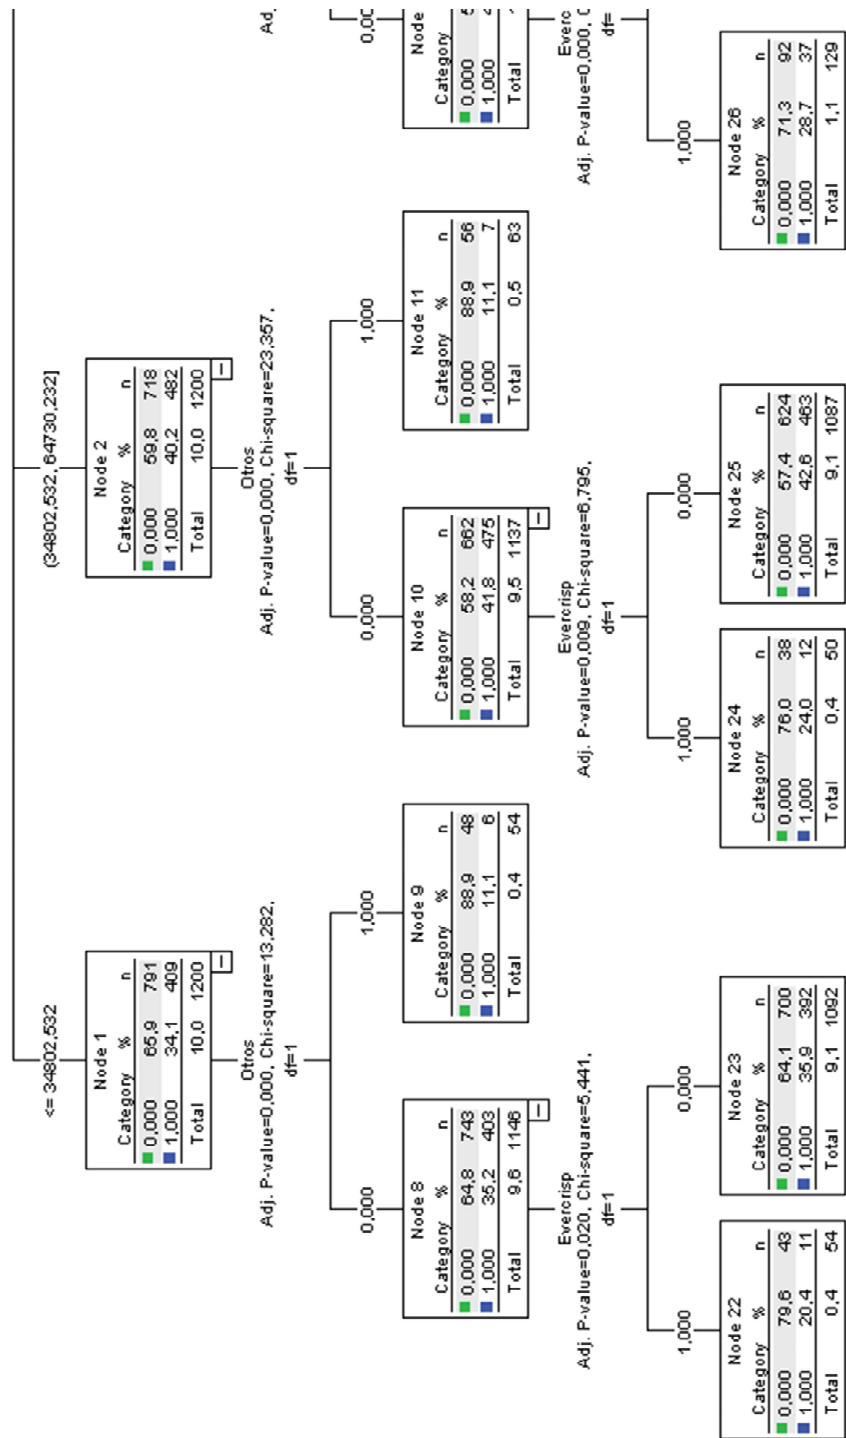 <= 34802,532
Node 1
Category % n
0,000 65,9 791
1,000 34,1 409
Total 10,0 1200
Otros
Adj. P-value=0,000, Chi-square=13,282,
df=1
(34802,532, 64730,232]
Node 2
Category % n
0,000 59,8 718
1,000 40,2 482
Total 10,0 1200
Otros
Adj. P-value=0,000, Chi-square=23,357,
df=1
Ad,
0,000
Node 8
Category % n
0,000 64,8 743
1,000 35,2 403
Total 9,6 1146
Evercrisp
Adj. P-value=0,020, Chi-square=5,441,
df=1
1,000
Node 9
Category % n
0,000 88,9 48
1,000 11,1 6
Total 0,4 54
0,000
Node 10
Category % n
0,000 58,2 662
1,000 41,8 475
Total 9,5 1137
Evercrisp
Adj. P-value=0,009, Chi-square=6,795,
df=1
1,000
Node 11
Category % n
0,000 88,9 56
1,000 11,1 7
Total 0,5 63
0,00
Node
Category
0,000
1,000
Total
Everc
Adj. P-value=0,000,
df=
1,000
Node 22
Category % n
0,000 79,6 43
1,000 20,4 11
Total 0,4 54
0,000
Node 23
Category % n
0,000 64,1 700
1,000 35,9 392
Total 9,1 1092
1,000
Node 24
Category % n
0,000 76,0 38
1,000 24,0 12
Total 0,4 50
0,000
Node 25
Category % n
0,000 57,4 624
1,000 42,6 463
Total 9,1 1087
1,000
Node 26
Category % n
0,000 71,3 92
1,000 28,7 37
Total 1,1 129